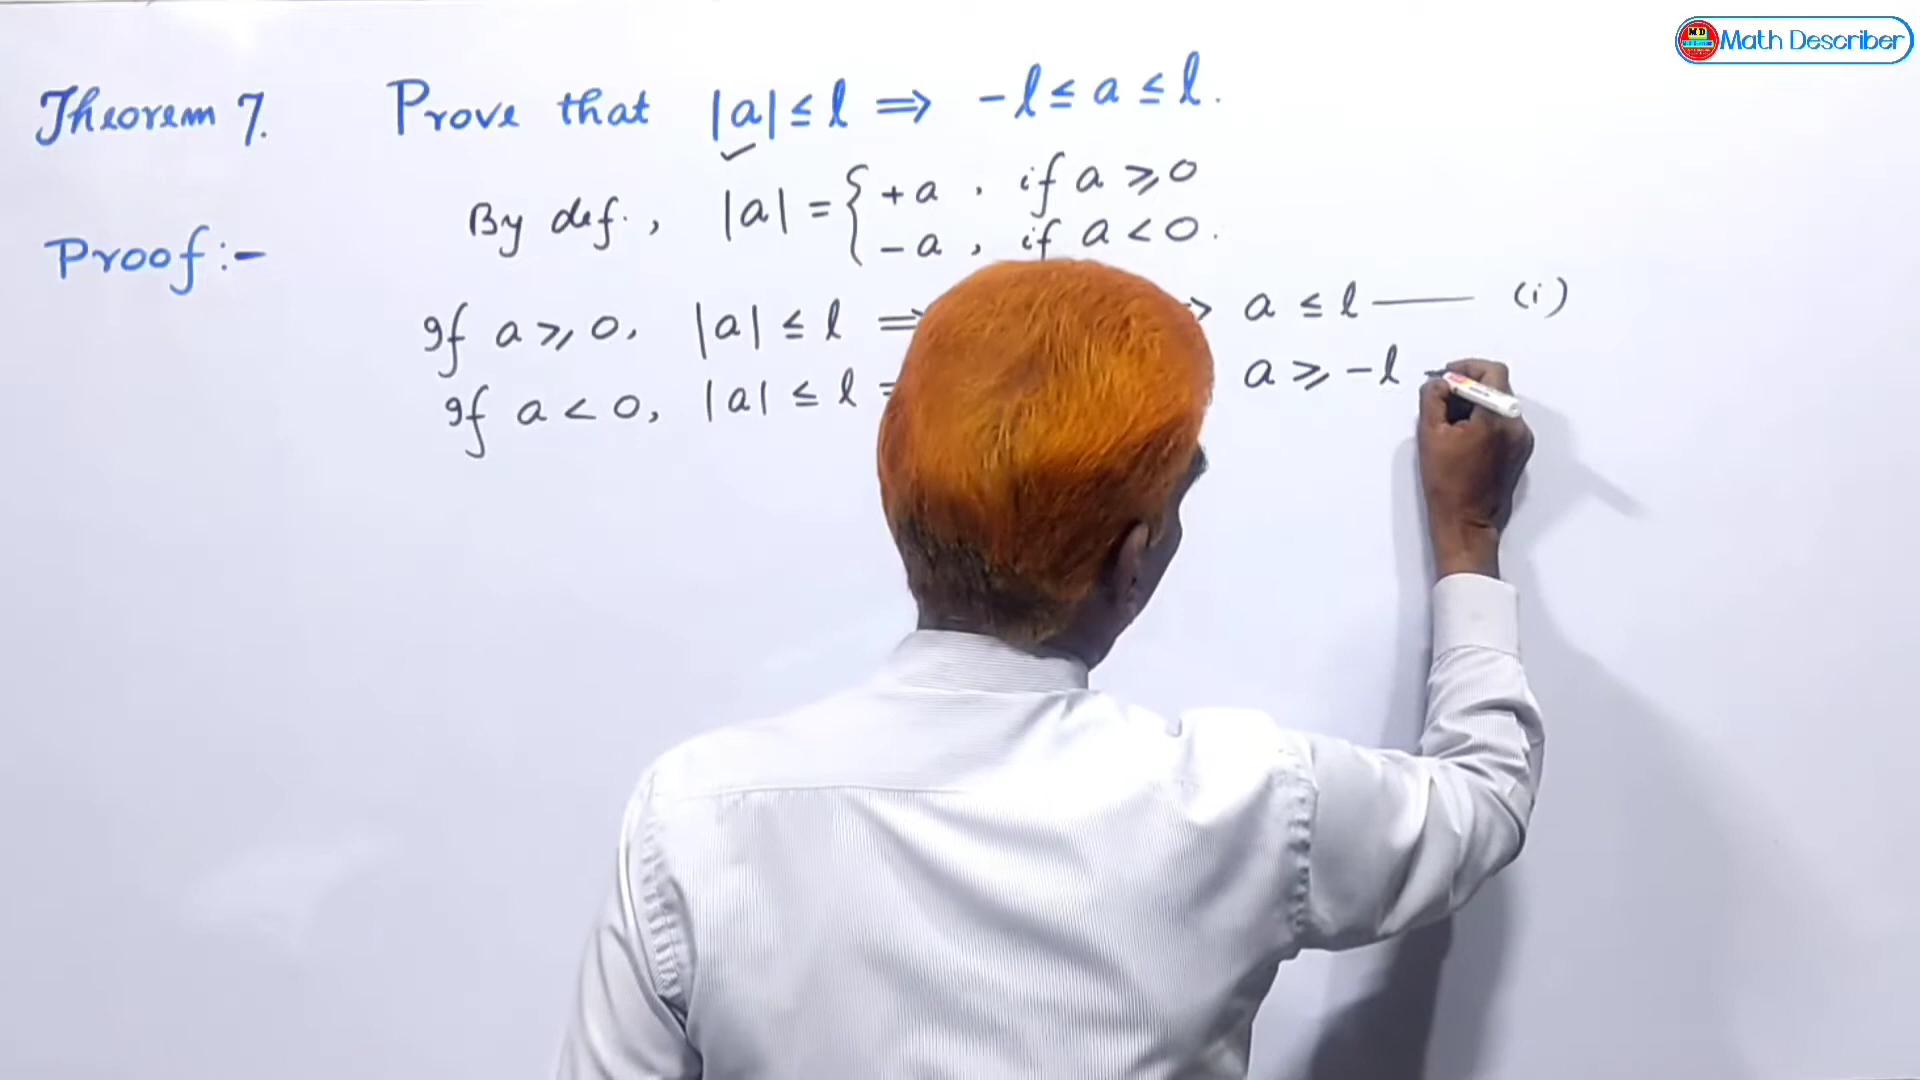 Math Describer
Theorem 7. Prove that |a| ≤ l ⇒ -l ≤ a ≤ l.
Proof:- By def., |a| = { +a , if a ≥ 0
-a , if a < 0.
If a ≥ 0, |a| ≤ l ⇒ a ≤ l —— (i)
If a < 0, |a| ≤ l = a ≥ -l -